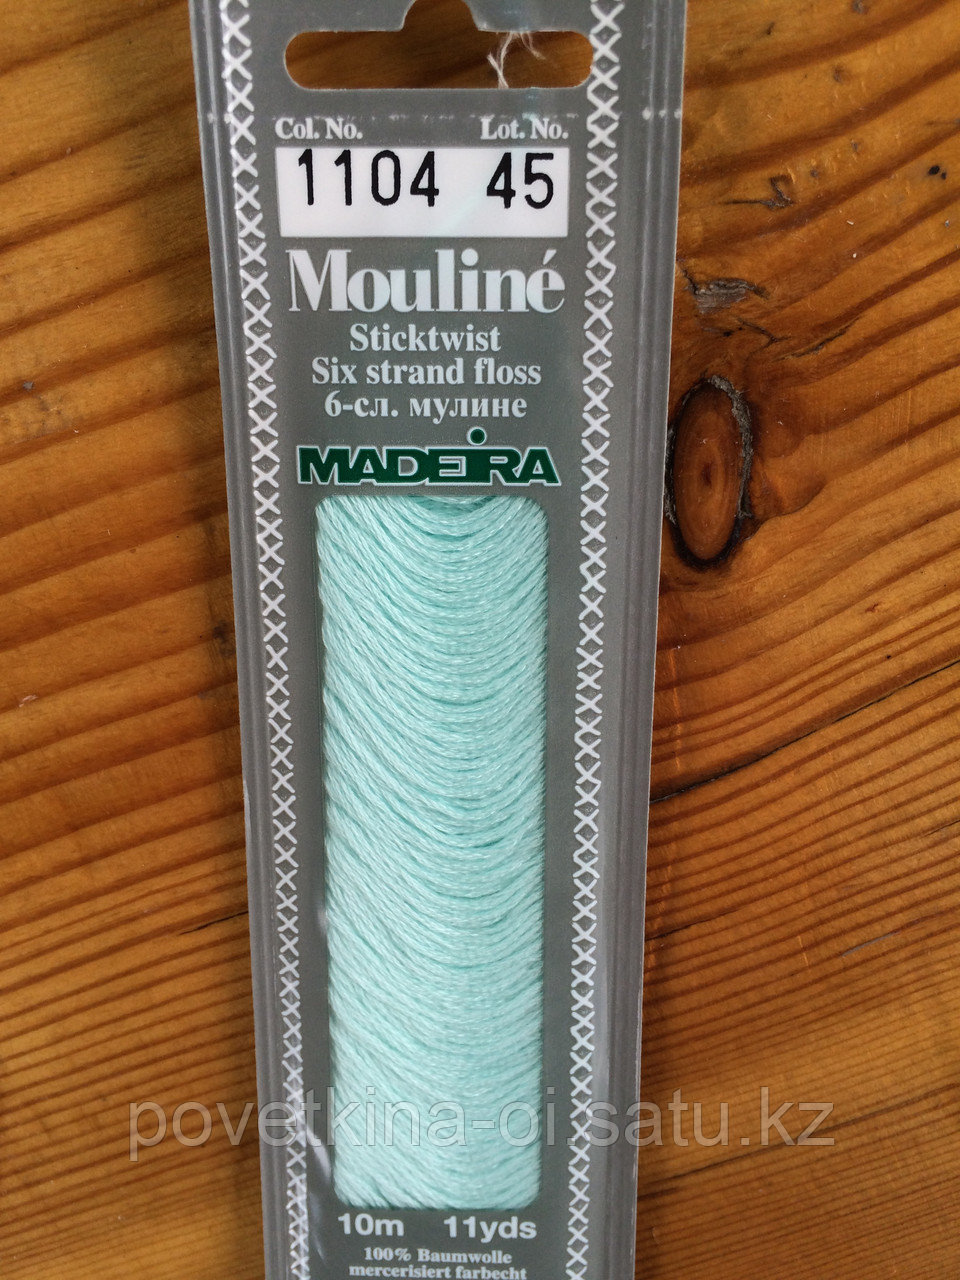 Col. No. Lot. No.
1104 45
Mouliné
Sticktwist
Six strand floss
6-сл. мулине
MADEIRA
povetkina-oi.satu.kz
10m 11yds
100% Baumwolle
mercerisiert farbecht